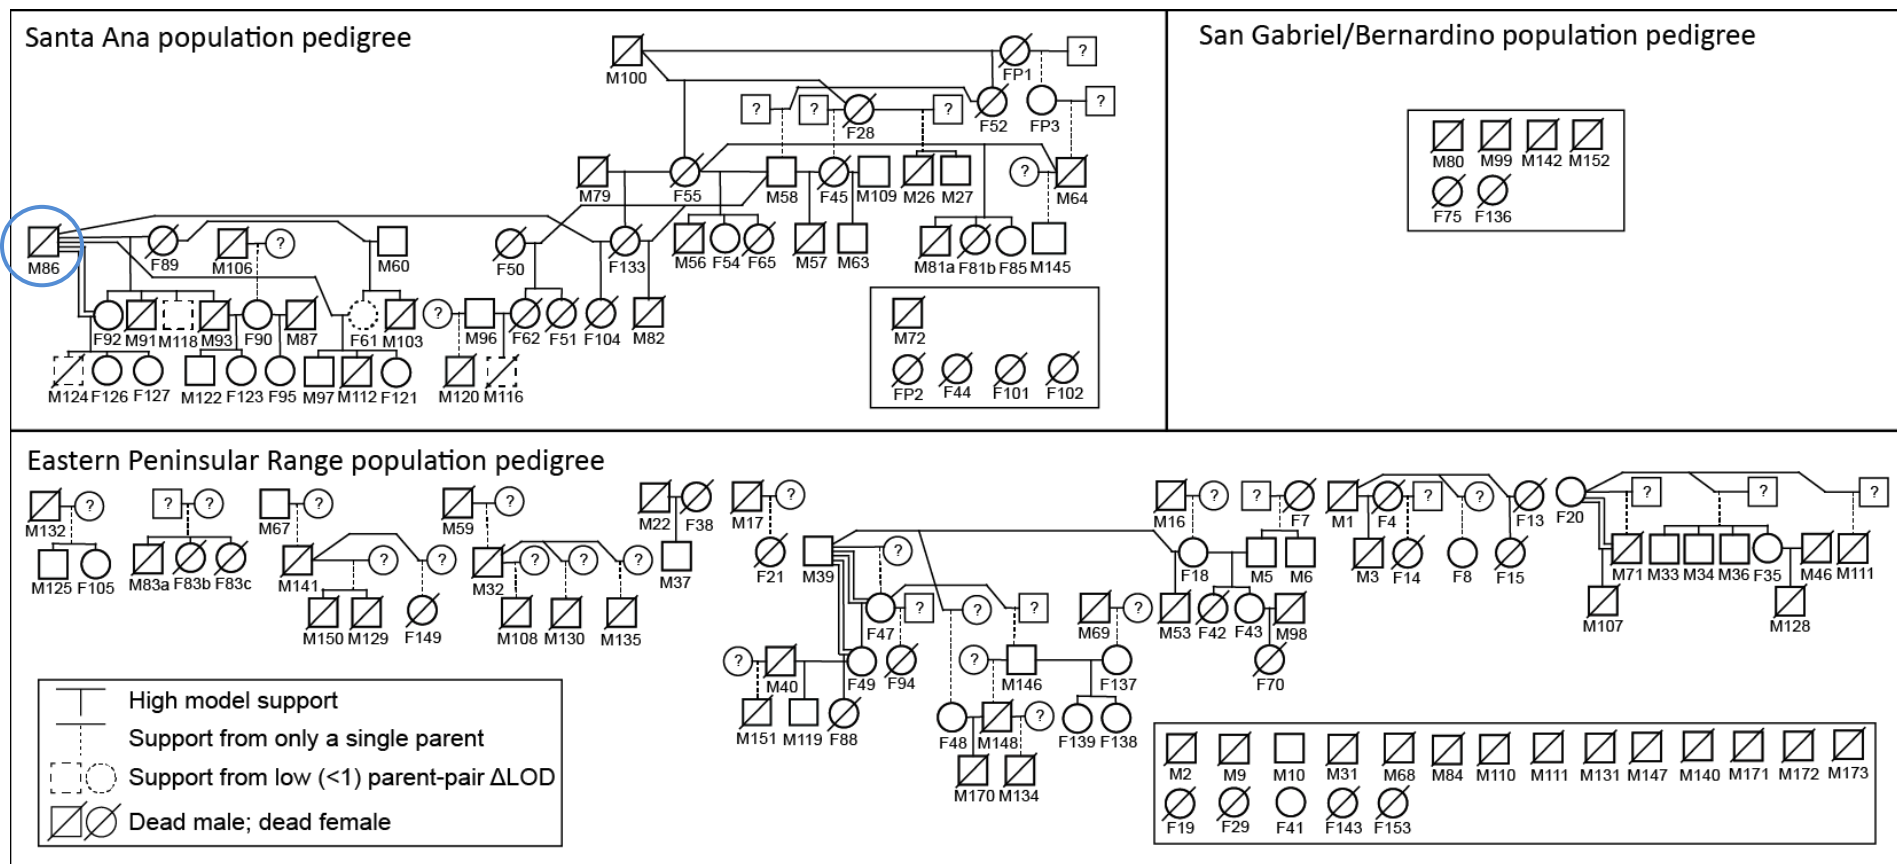 Santa Ana population pedigree
M100
FP1
?
?
?
F28
?
F52
FP3
?
M79
F55
M58
F45
M109
M26
M27
?
M64
M86
F89
M106
?
M60
F50
F133
M56
F54
F65
M57
M63
M81a
F81b
F85
M145
F92
M91
M118
M93
F90
M87
F61
M103
?
M96
F62
F51
F104
M82
M124
F126
F127
M122
F123
F95
M97
M112
F121
M120
M116
M72
FP2
F44
F101
F102
San Gabriel/Bernardino population pedigree
M80
M99
M142
M152
F75
F136
Eastern Peninsular Range population pedigree
M132
?
?
?
M67
?
M59
?
M22
F38
M17
?
M16
?
?
F7
M1
F4
?
?
F13
F20
?
?
?
M125
F105
M83a
F83b
F83c
M141
?
?
M32
?
?
?
M37
F21
M39
?
F18
M5
M6
M3
F14
F8
F15
M71
M33
M34
M36
F35
M46
M111
M150
M129
F149
M108
M130
M135
F47
?
?
?
M69
?
M53
F42
F43
M98
M107
M128
?
M40
F49
F94
?
M146
F137
F70
M151
M119
F88
F48
M148
?
F139
F138
M170
M134
High model support
Support from only a single parent
Support from low (<1) parent-pair ΔLOD
Dead male; dead female
M2
M9
M10
M31
M68
M84
M110
M111
M131
M147
M140
M171
M172
M173
F19
F29
F41
F143
F153